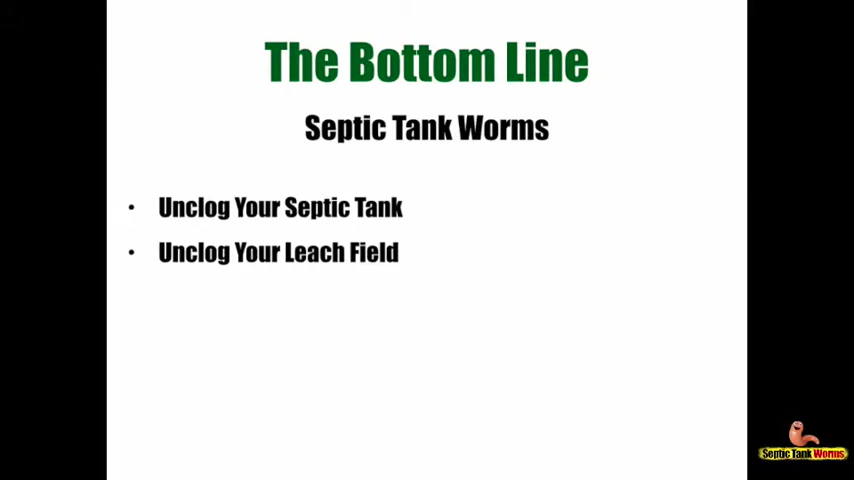 The Bottom Line
Septic Tank Worms
• Unclog Your Septic Tank
• Unclog Your Leach Field
Septic Tank Worms